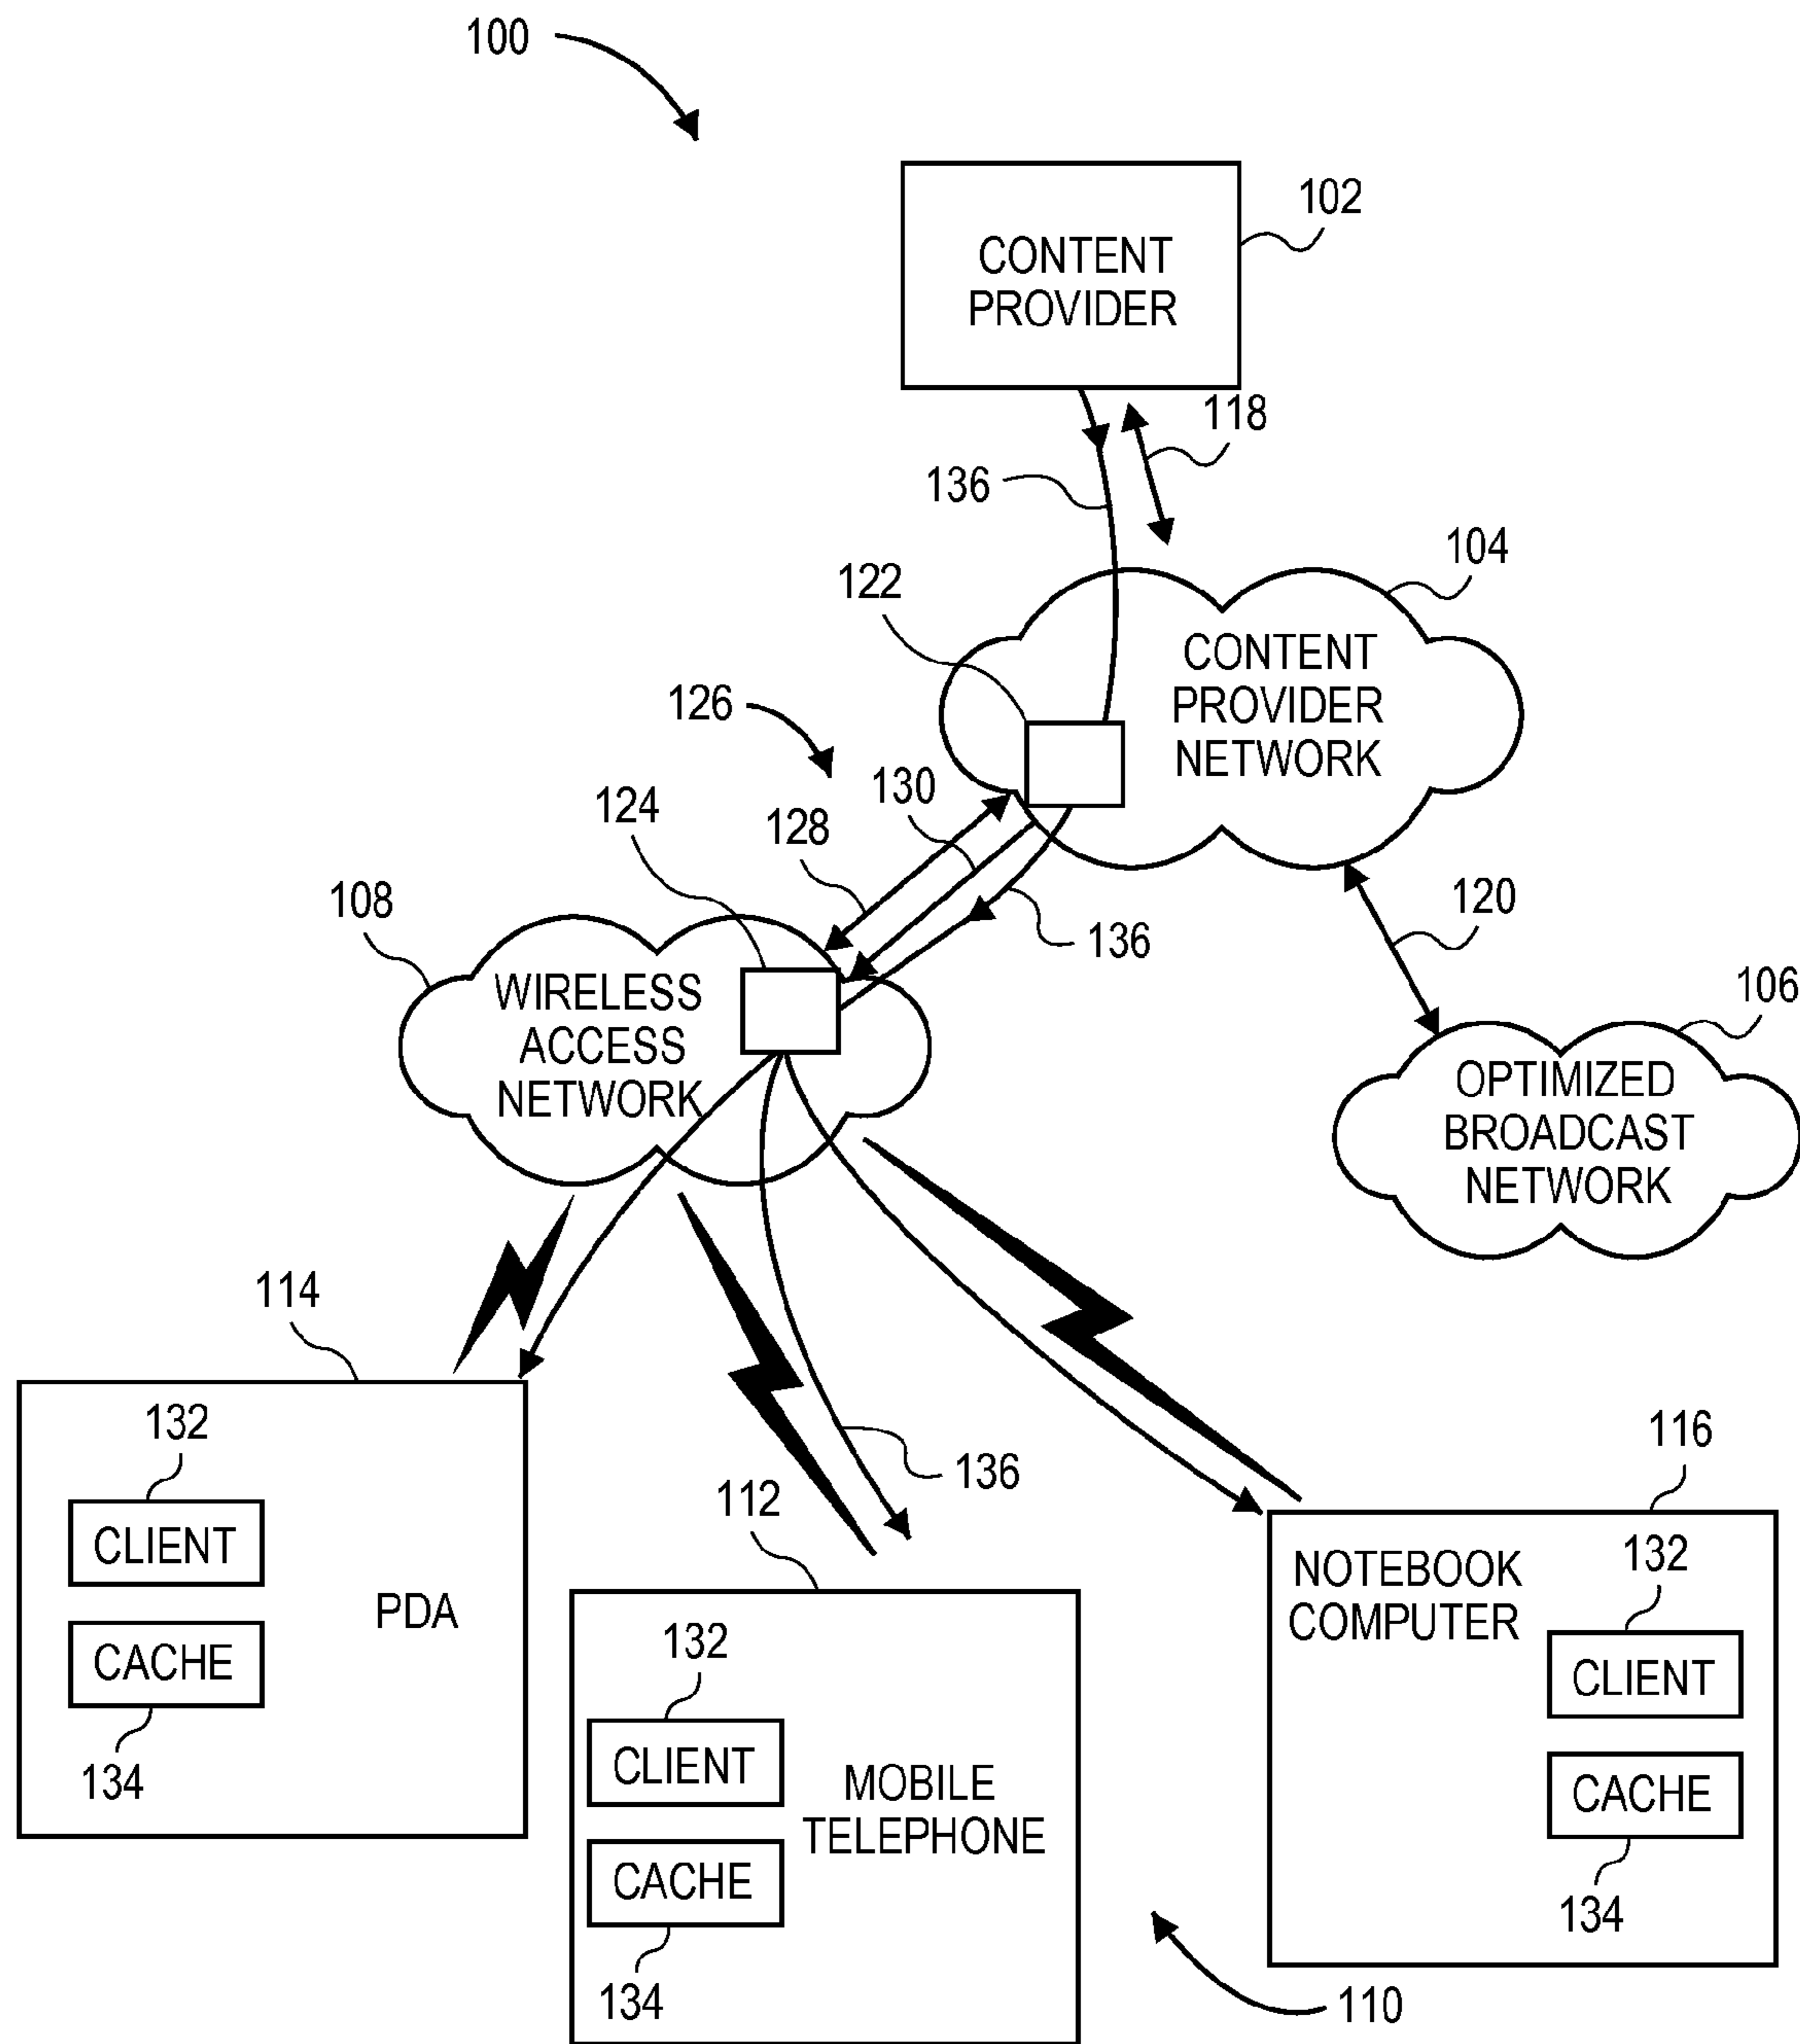 100
102
CONTENT
PROVIDER
118
136
104
122
CONTENT
PROVIDER
NETWORK
126
130
124
128
108
120
136
WIRELESS
ACCESS
NETWORK
106
OPTIMIZED
BROADCAST
NETWORK
114
132
CLIENT
PDA
CACHE
134
136
112
132
CLIENT
MOBILE
TELEPHONE
CACHE
134
116
NOTEBOOK
COMPUTER
132
CLIENT
CACHE
134
110